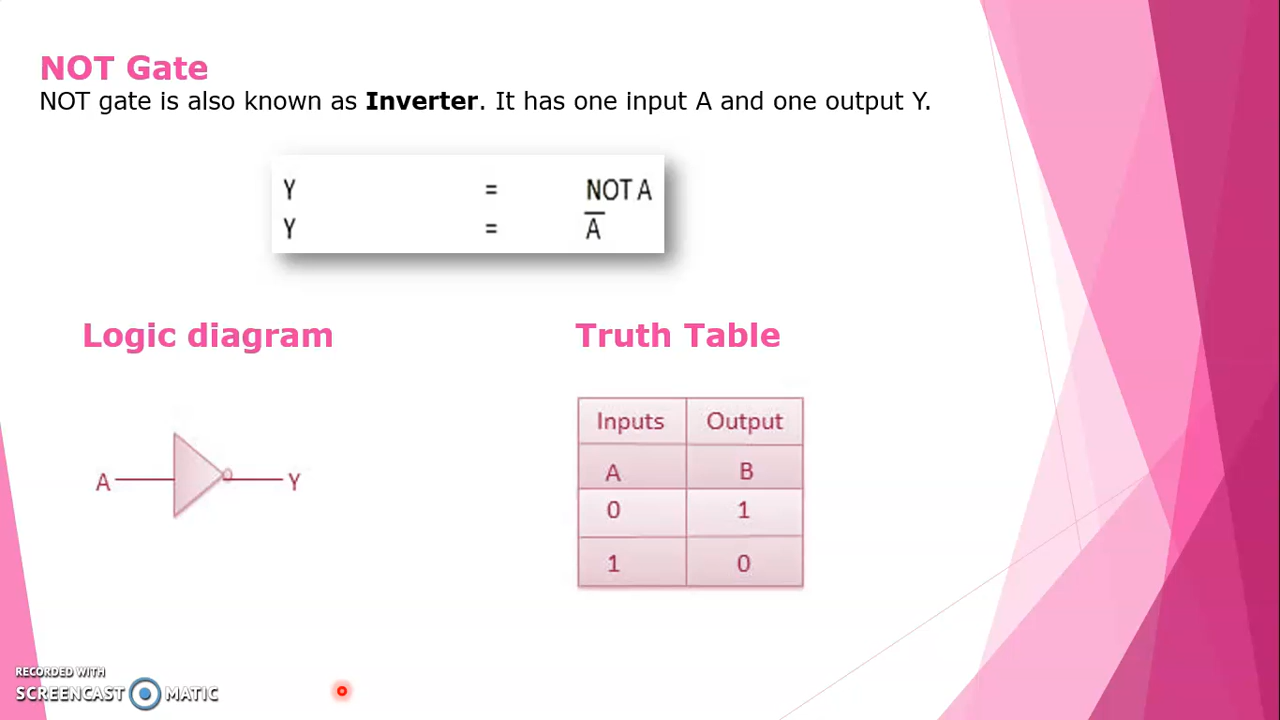 NOT Gate
NOT gate is also known as Inverter. It has one input A and one output Y.
Y = NOT A
Y = A̅
Logic diagram
Truth Table
A Y
Inputs Output
A B
0 1
1 0
RECORDED WITH
SCREENCAST MATIC